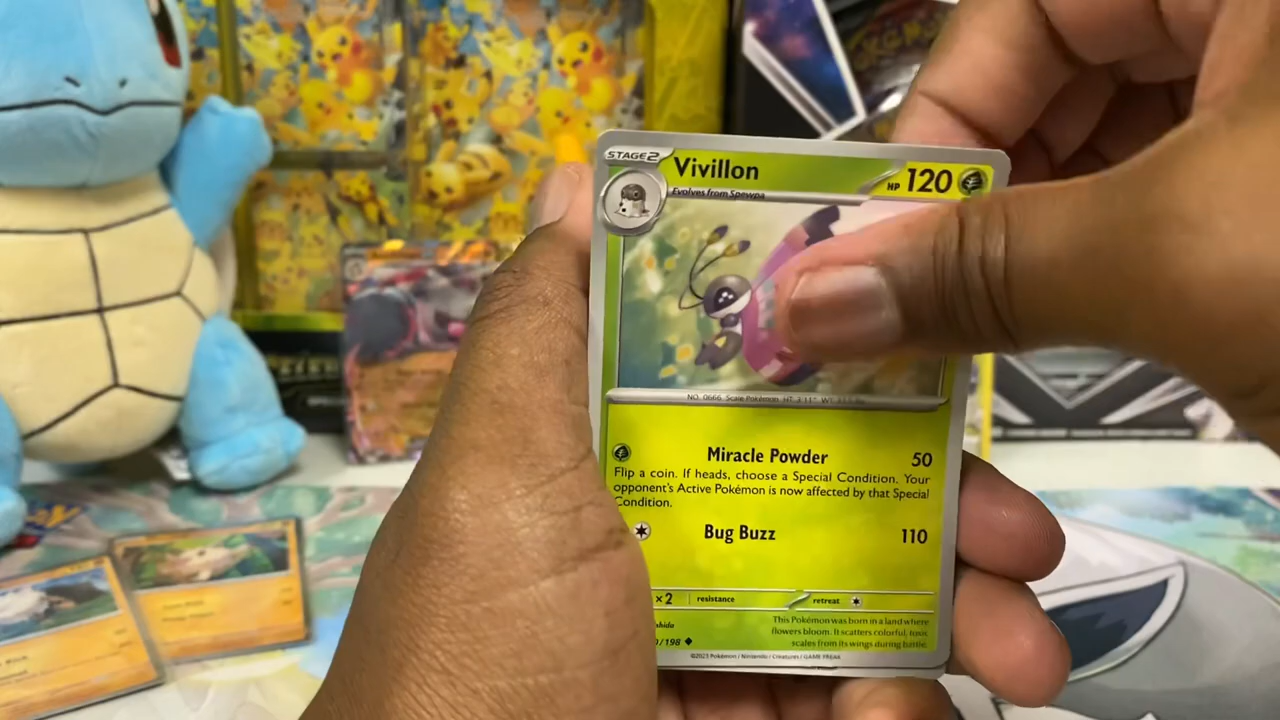 STAGE2
Vivillon
HP 120
Evolves from Spewpa
NO. 0666 Scale Pokémon HT: 3'11" WT:
Miracle Powder 50
Flip a coin. If heads, choose a Special Condition. Your
opponent's Active Pokémon is now affected by that Special
Condition.
Bug Buzz 110
×2 resistance retreat
This Pokémon was born in a land where
flowers bloom. It scatters colorful, toxic
scales from its wings during battle.
/198
©2023 Pokémon / Nintendo / Creatures / GAME FREAK